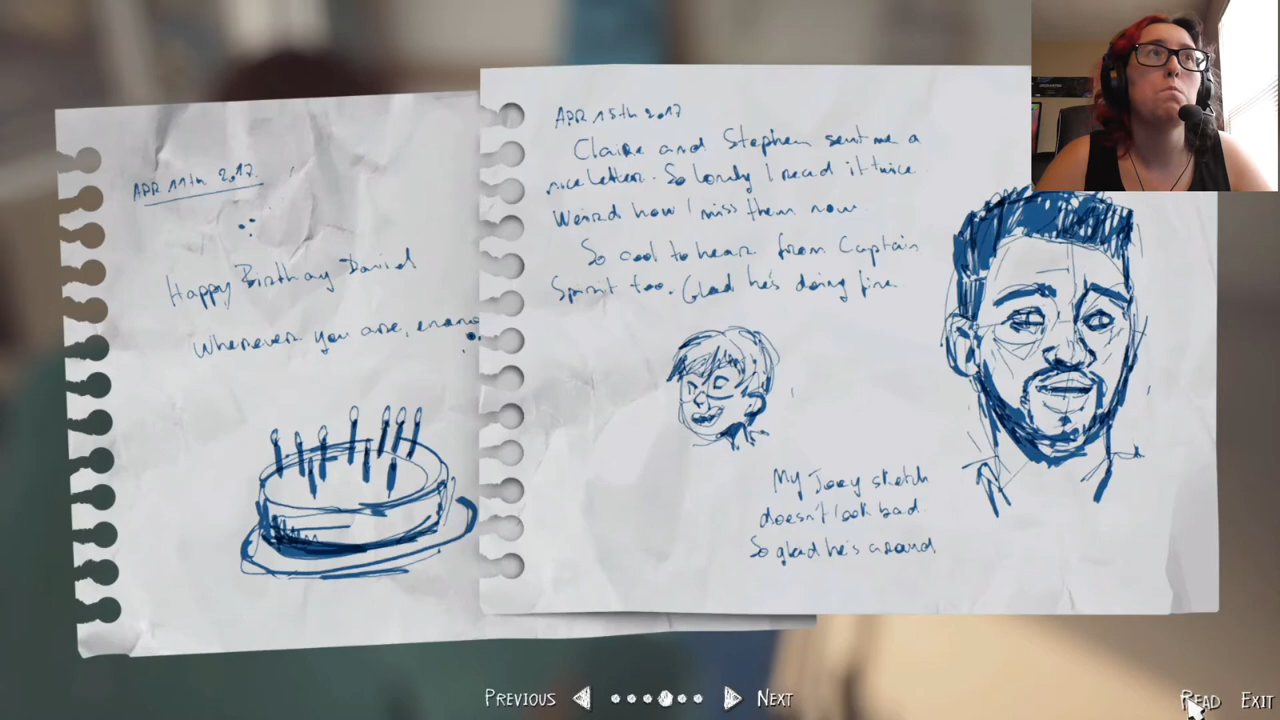 APR 11TH 2017.
Happy Birthday Daniel
Wherever you are, enano
APR 15TH 2017
Claire and Stephen sent me a
nice letter. So lovely I read it twice.
Weird how I miss them now.
So cool to hear from Captain
Spirit too. Glad he's doing fine.
My Joey sketch
doesn't look bad.
So glad he's around
PREVIOUS
NEXT
READ
EXIT